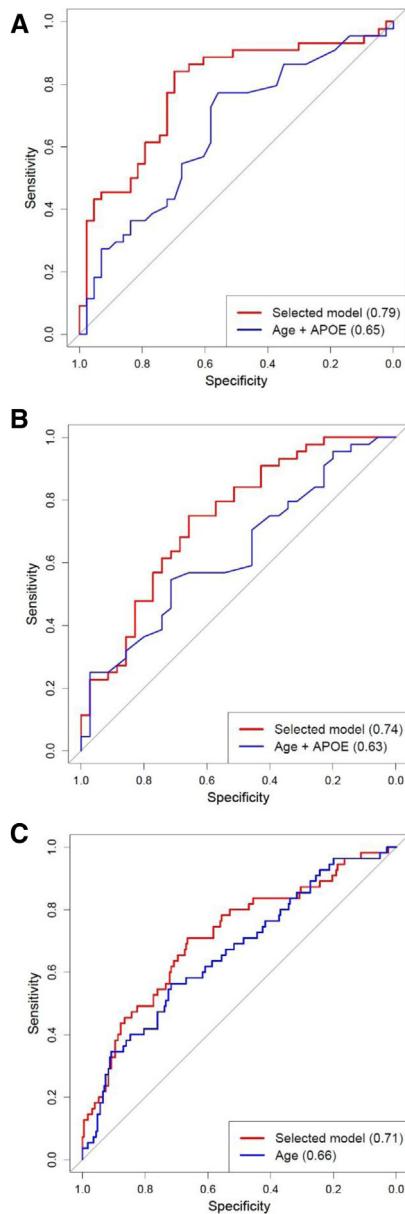 A
1.0
0.8
0.6
0.4
0.2
0.0
Sensitivity
Selected model (0.79)
Age + APOE (0.65)
1.0 0.8 0.6 0.4 0.2 0.0
Specificity
B
1.0
0.8
0.6
0.4
0.2
0.0
Sensitivity
Selected model (0.74)
Age + APOE (0.63)
1.0 0.8 0.6 0.4 0.2 0.0
Specificity
C
1.0
0.8
0.6
0.4
0.2
0.0
Sensitivity
Selected model (0.71)
Age (0.66)
1.0 0.8 0.6 0.4 0.2 0.0
Specificity